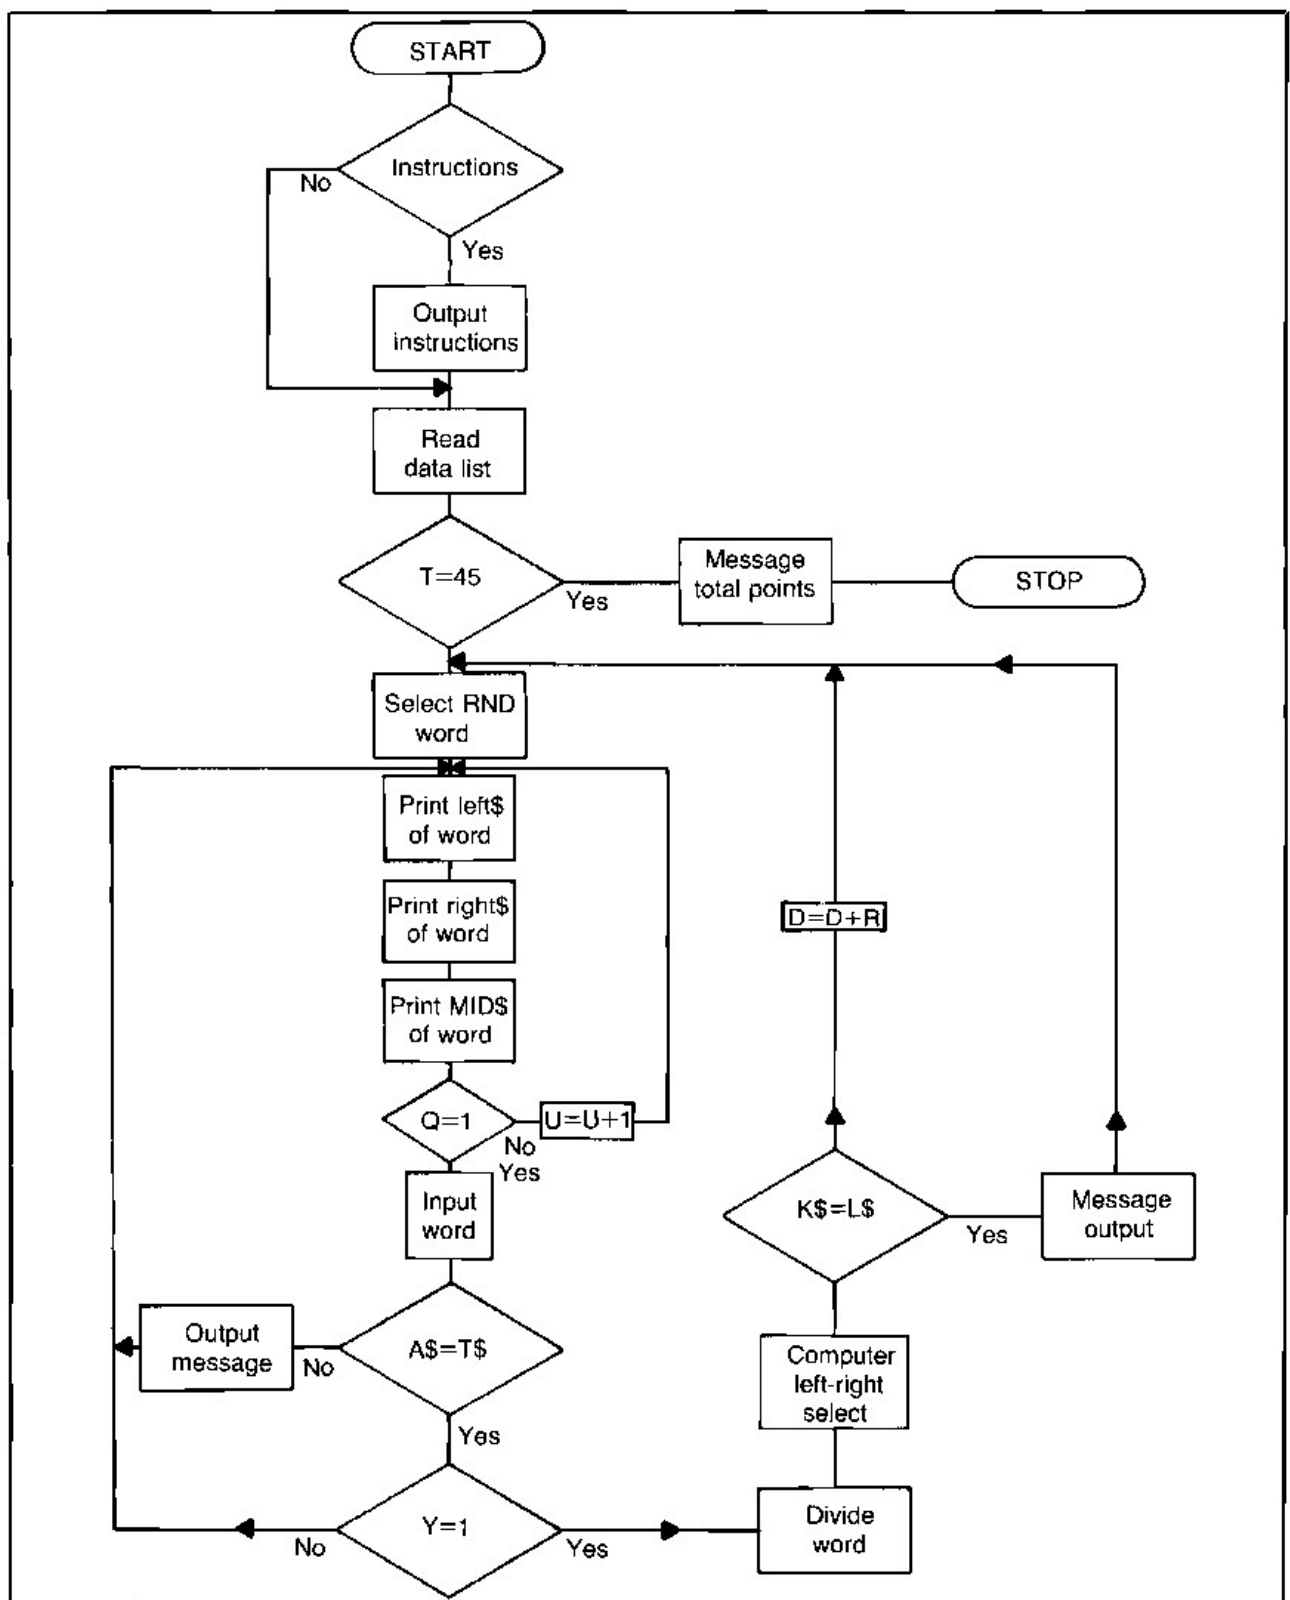 START
Instructions
No
Yes
Output
instructions
Read
data list
T=45
Yes
Message
total points
STOP
Select RND
word
Print left$
of word
Print right$
of word
Print MID$
of word
D=D+R
Q=1
No
U=U+1
Yes
Input
word
K$=L$
Yes
Message
output
A$=T$
No
Output
message
Yes
Computer
left-right
select
Y=1
No
Yes
Divide
word